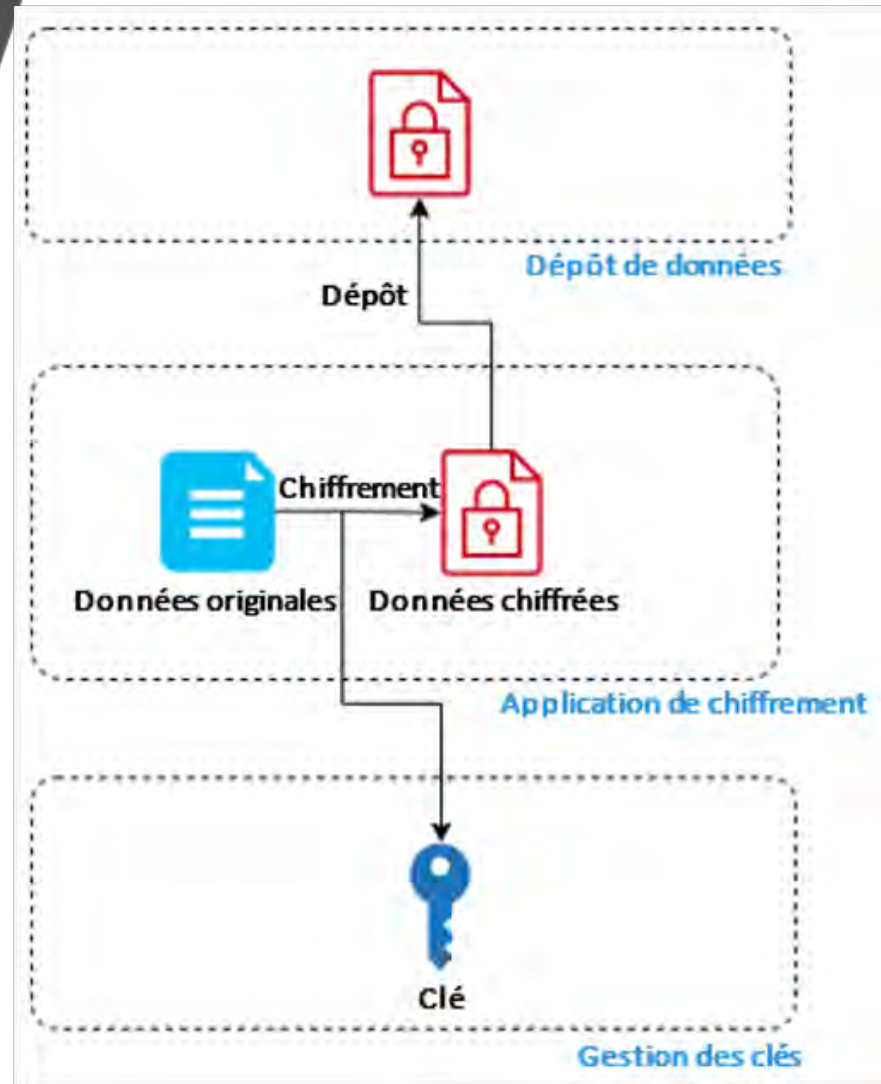 Dépôt de données
Dépôt
Chiffrement
Données originales
Données chiffrées
Application de chiffrement
Clé
Gestion des clés